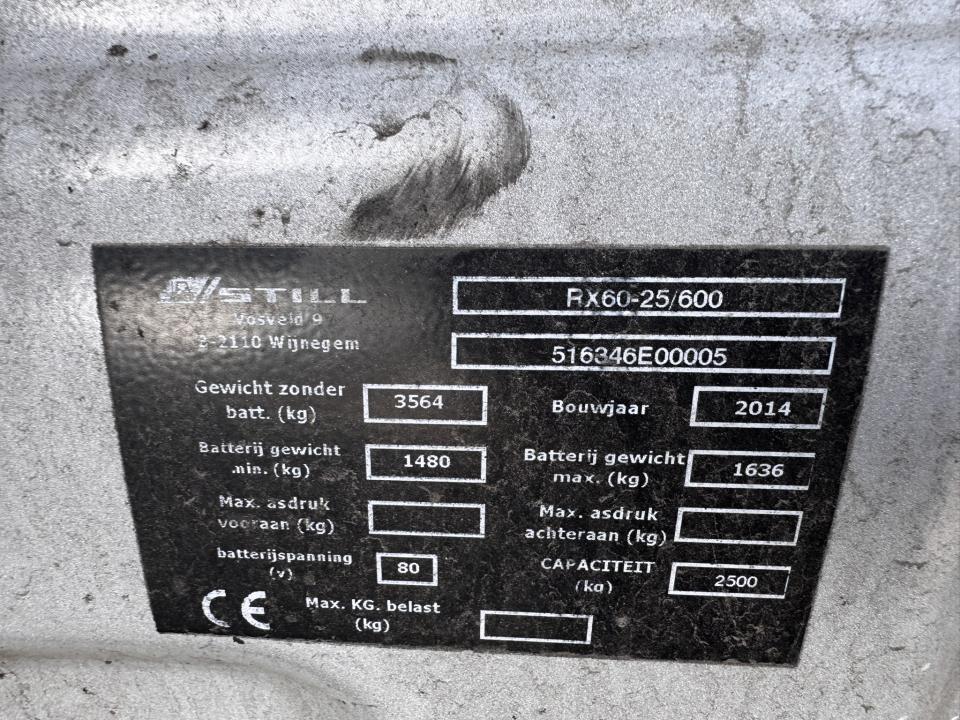 STILL
Vosveld 9
B-2110 Wijnegem
RX60-25/600
516346E00005
Gewicht zonder
batt. (kg)
3564
Bouwjaar
2014
Batterij gewicht
min. (kg)
1480
Batterij gewicht
max. (kg)
1636
Max. asdruk
vooraan (kg)
Max. asdruk
achteraan (kg)
batterijspanning
(v)
80
CAPACITEIT
(kg)
2500
CE
Max. KG. belast
(kg)